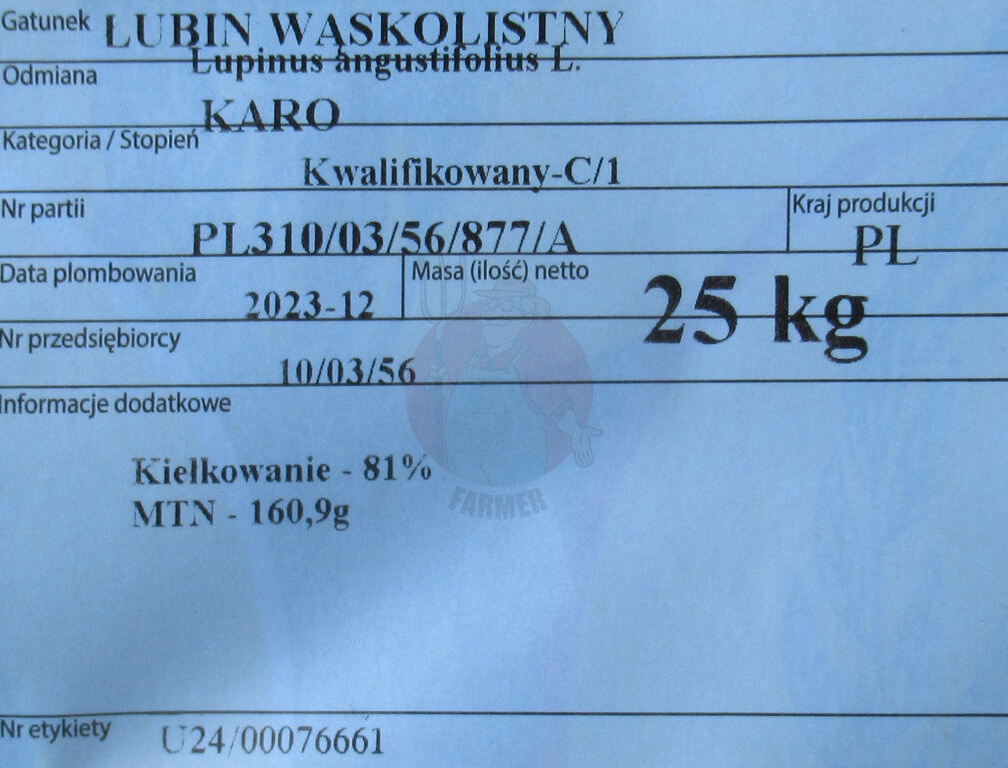 Gatunek ŁUBIN WĄSKOLISTNY
Lupinus angustifolius L.
Odmiana
KARO
Kategoria / Stopień
Kwalifikowany-C/1
Nr partii
PL310/03/56/877/A
Kraj produkcji
PL
Data plombowania
2023-12
Masa (ilość) netto
25 kg
Nr przedsiębiorcy
10/03/56
Informacje dodatkowe
Kiełkowanie - 81%
MTN - 160,9g
FARMER
Nr etykiety U24/00076661